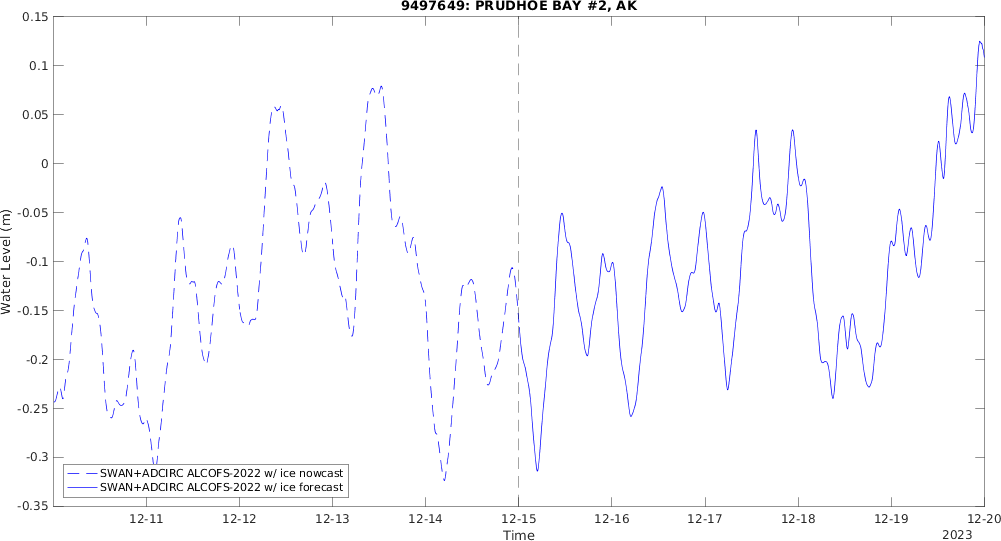 9497649: PRUDHOE BAY #2, AK
0.15
0.1
0.05
0
-0.05
-0.1
-0.15
-0.2
-0.25
-0.3
-0.35
Water Level (m)
SWAN+ADCIRC ALCOFS-2022 w/ ice nowcast
SWAN+ADCIRC ALCOFS-2022 w/ ice forecast
12-11 12-12 12-13 12-14 12-15 12-16 12-17 12-18 12-19 12-20
Time
2023